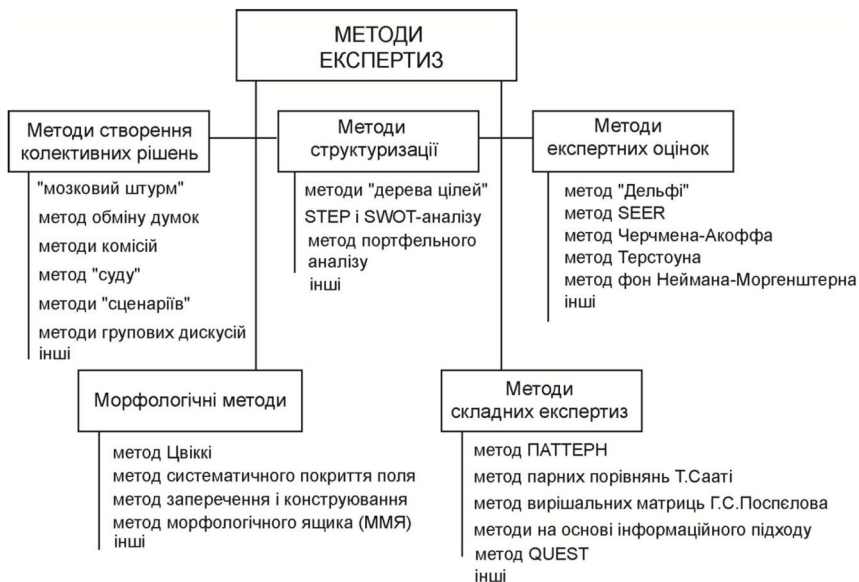 МЕТОДИ
ЕКСПЕРТИЗ
Методи створення
колективних рішень
"мозковий штурм"
метод обміну думок
методи комісій
метод "суду"
методи "сценаріїв"
методи групових дискусій
інші
Методи
структуризації
методи "дерева цілей"
STEP і SWOT-аналізу
метод портфельного
аналізу
інші
Методи
експертних оцінок
метод "Дельфі"
метод SEER
метод Черчмена-Акоффа
метод Терстоуна
метод фон Неймана-Моргенштерна
інші
Морфологічні методи
метод Цвіккі
метод систематичного покриття поля
метод заперечення і конструювання
метод морфологічного ящика (ММЯ)
інші
Методи
складних експертиз
метод ПАТТЕРН
метод парних порівнянь Т.Сааті
метод вирішальних матриць Г.С.Поспєлова
методи на основі інформаційного підходу
метод QUEST
інші